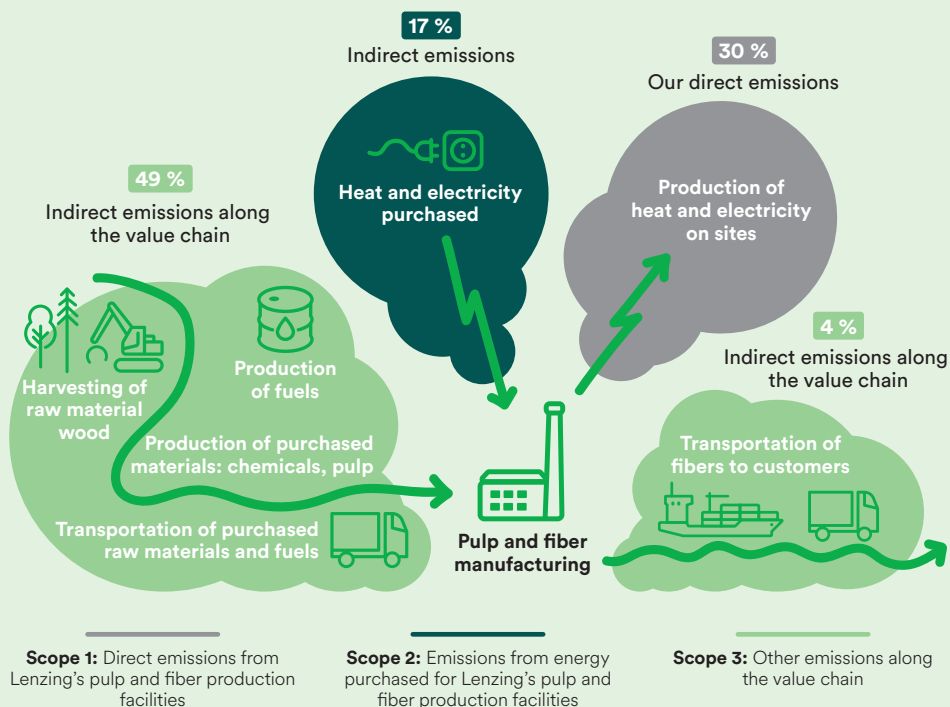 17 %
Indirect emissions
Heat and electricity
purchased
30 %
Our direct emissions
Production of
heat and electricity
on sites
49 %
Indirect emissions along
the value chain
Harvesting of
raw material
wood
Production
of fuels
Production of purchased
materials: chemicals, pulp
Transportation of purchased
raw materials and fuels
Pulp and fiber
manufacturing
4 %
Indirect emissions along
the value chain
Transportation of
fibers to customers
Scope 1: Direct emissions from
Lenzing's pulp and fiber production
facilities
Scope 2: Emissions from energy
purchased for Lenzing's pulp and
fiber production facilities
Scope 3: Other emissions along
the value chain